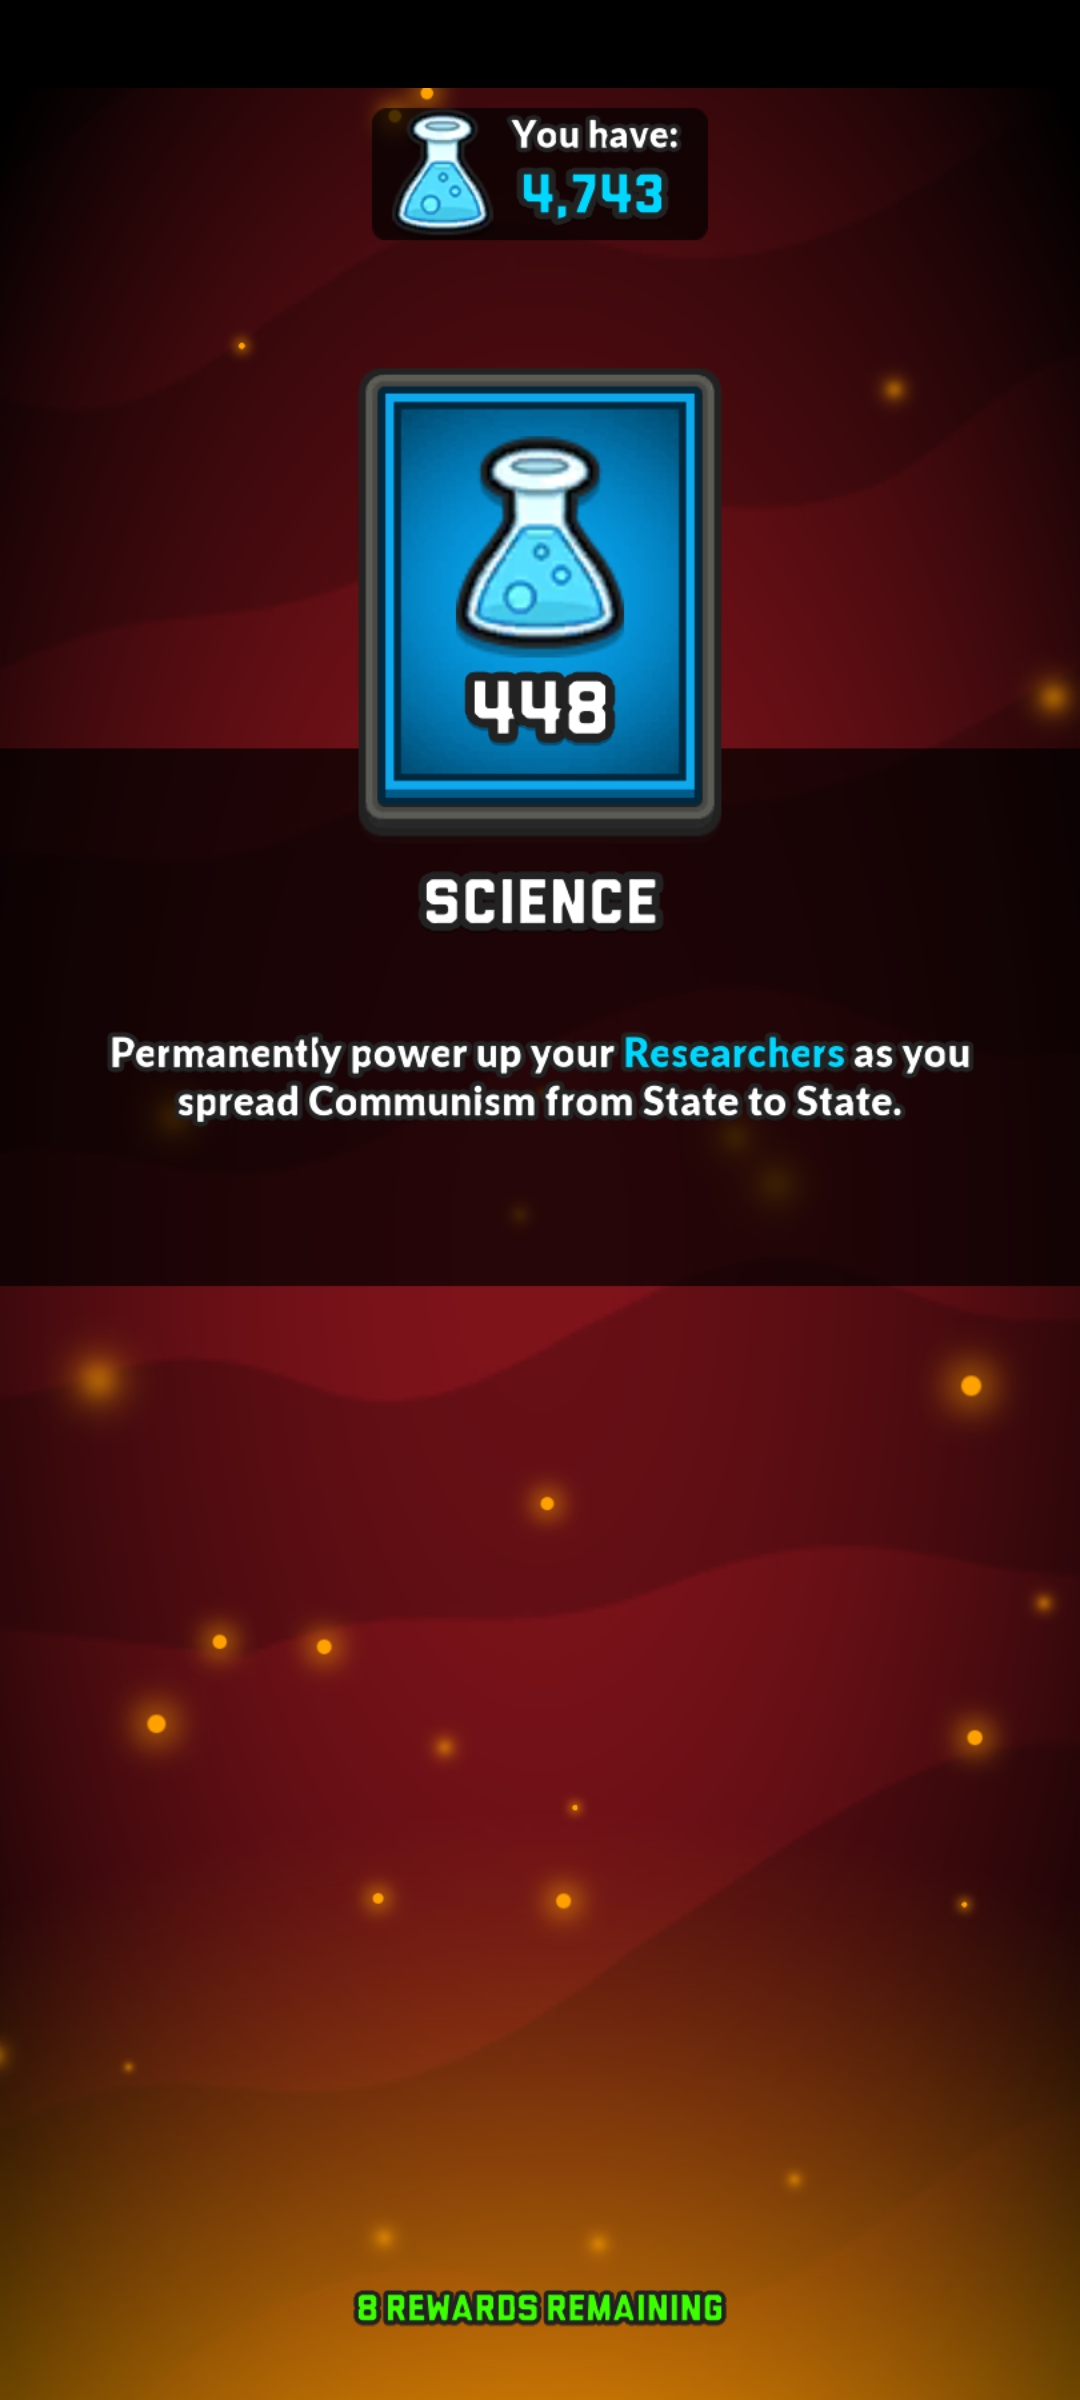 You have:
4,743
448
SCIENCE
Permanently power up your Researchers as you
spread Communism from State to State.
8 REWARDS REMAINING